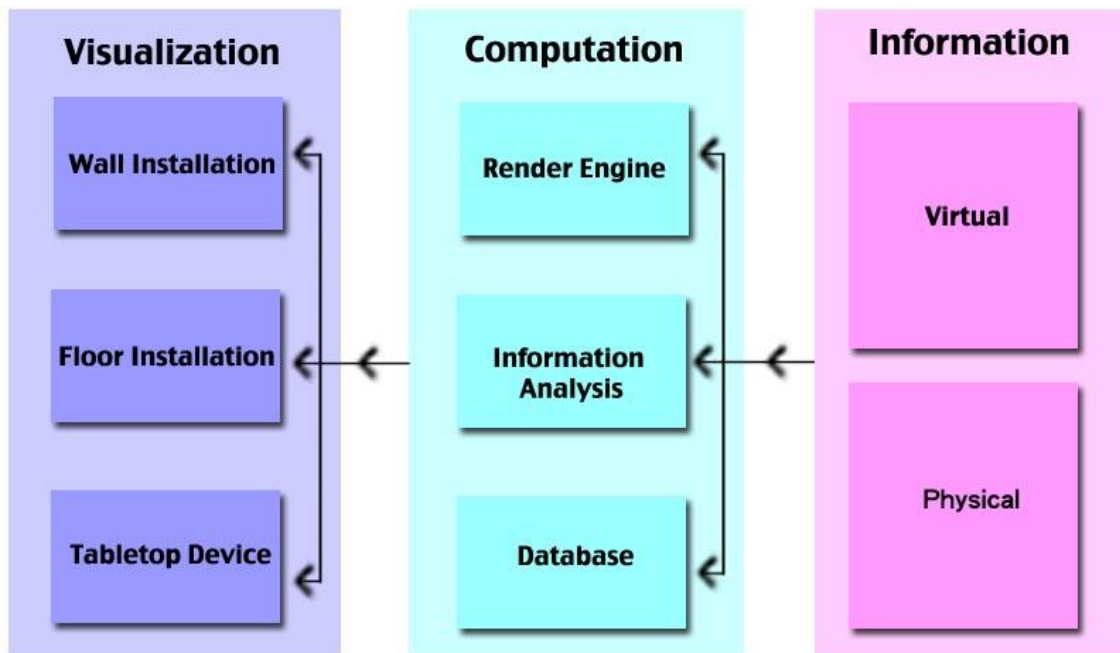 Visualization
Wall Installation
Floor Installation
Tabletop Device
Computation
Render Engine
Information
Analysis
Database
Information
Virtual
Physical